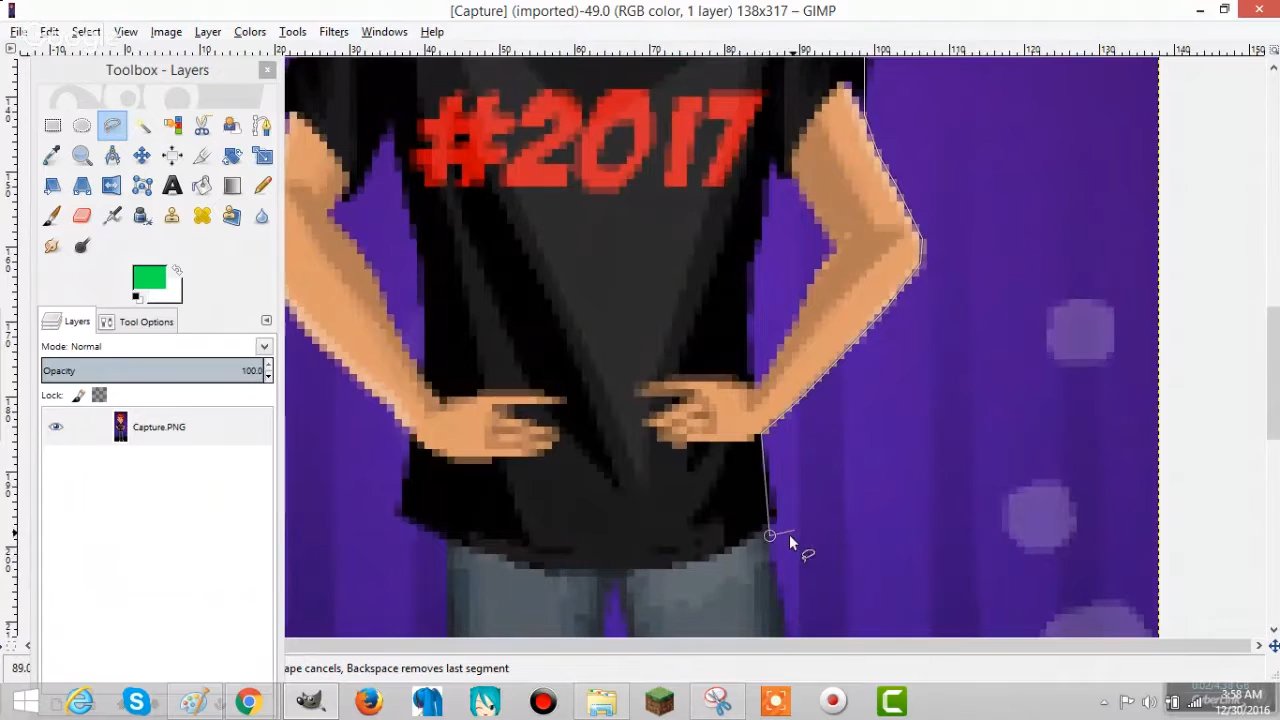 [Capture] (imported)-49.0 (RGB color, 1 layer) 138x317 – GIMP
File Edit Select View Image Layer Colors Tools Filters Windows Help
Toolbox - Layers
#2017
Layers Tool Options
Mode: Normal
Opacity 100.0
Lock:
Capture.PNG
89.0 ape cancels, Backspace removes last segment
3:58 AM
12/30/2016